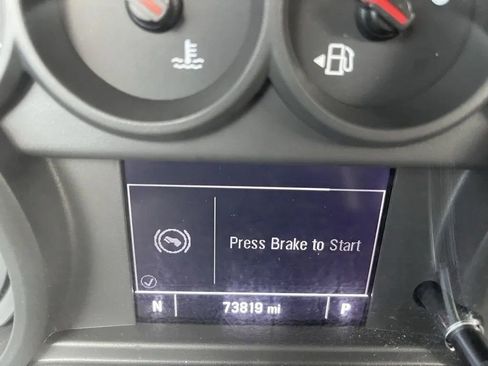 Press Brake to Start
N 73819 mi P